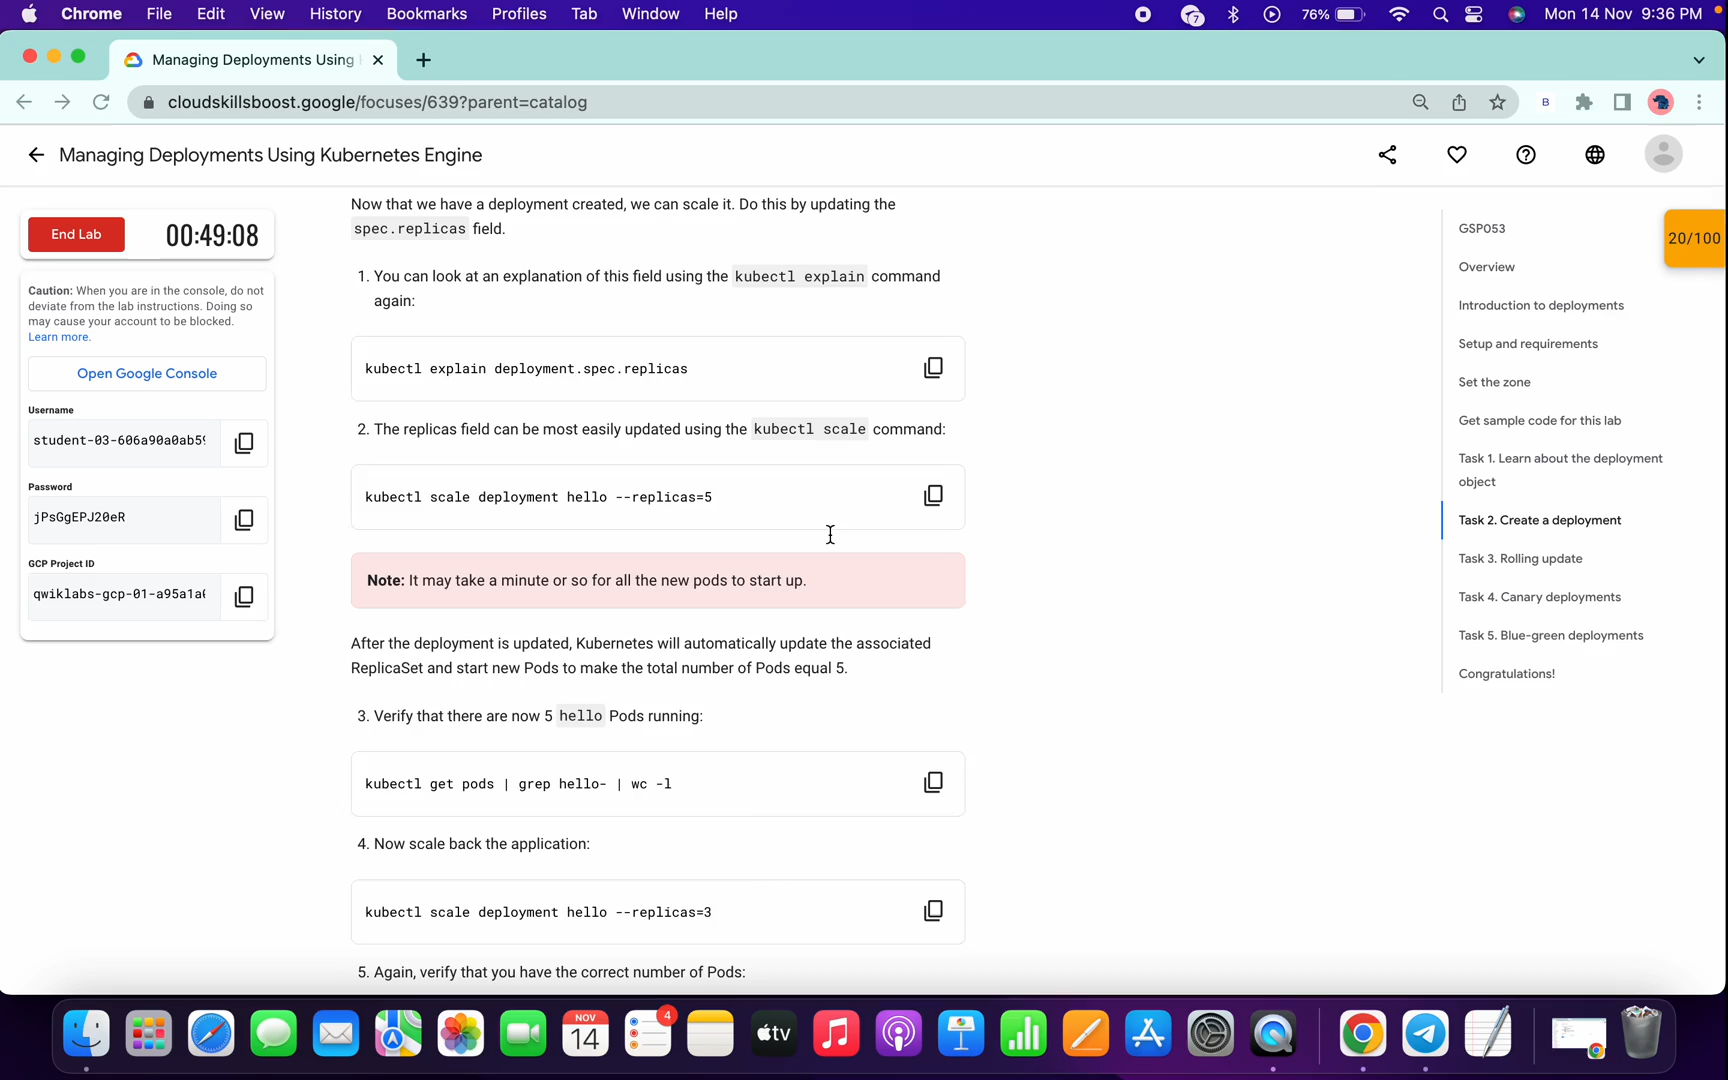 Chrome File Edit View History Bookmarks Profiles Tab Window Help 7 76% Mon 14 Nov 9:36 PM
Managing Deployments Using
cloudskillsboost.google/focuses/639?parent=catalog B
Managing Deployments Using Kubernetes Engine
End Lab 00:49:08
Caution: When you are in the console, do not
deviate from the lab instructions. Doing so
may cause your account to be blocked.
Learn more.
Open Google Console
Username
student-03-606a90a0ab59
Password
jPsGgEPJ20eR
GCP Project ID
qwiklabs-gcp-01-a95a1a6
Now that we have a deployment created, we can scale it. Do this by updating the
spec.replicas field.
1. You can look at an explanation of this field using the kubectl explain command
again:
kubectl explain deployment.spec.replicas
2. The replicas field can be most easily updated using the kubectl scale command:
kubectl scale deployment hello --replicas=5
Note: It may take a minute or so for all the new pods to start up.
After the deployment is updated, Kubernetes will automatically update the associated
ReplicaSet and start new Pods to make the total number of Pods equal 5.
3. Verify that there are now 5 hello Pods running:
kubectl get pods | grep hello- | wc -l
4. Now scale back the application:
kubectl scale deployment hello --replicas=3
5. Again, verify that you have the correct number of Pods:
GSP053
Overview
Introduction to deployments
Setup and requirements
Set the zone
Get sample code for this lab
Task 1. Learn about the deployment
object
Task 2. Create a deployment
Task 3. Rolling update
Task 4. Canary deployments
Task 5. Blue-green deployments
Congratulations!
20/100
NOV
14
4
tv